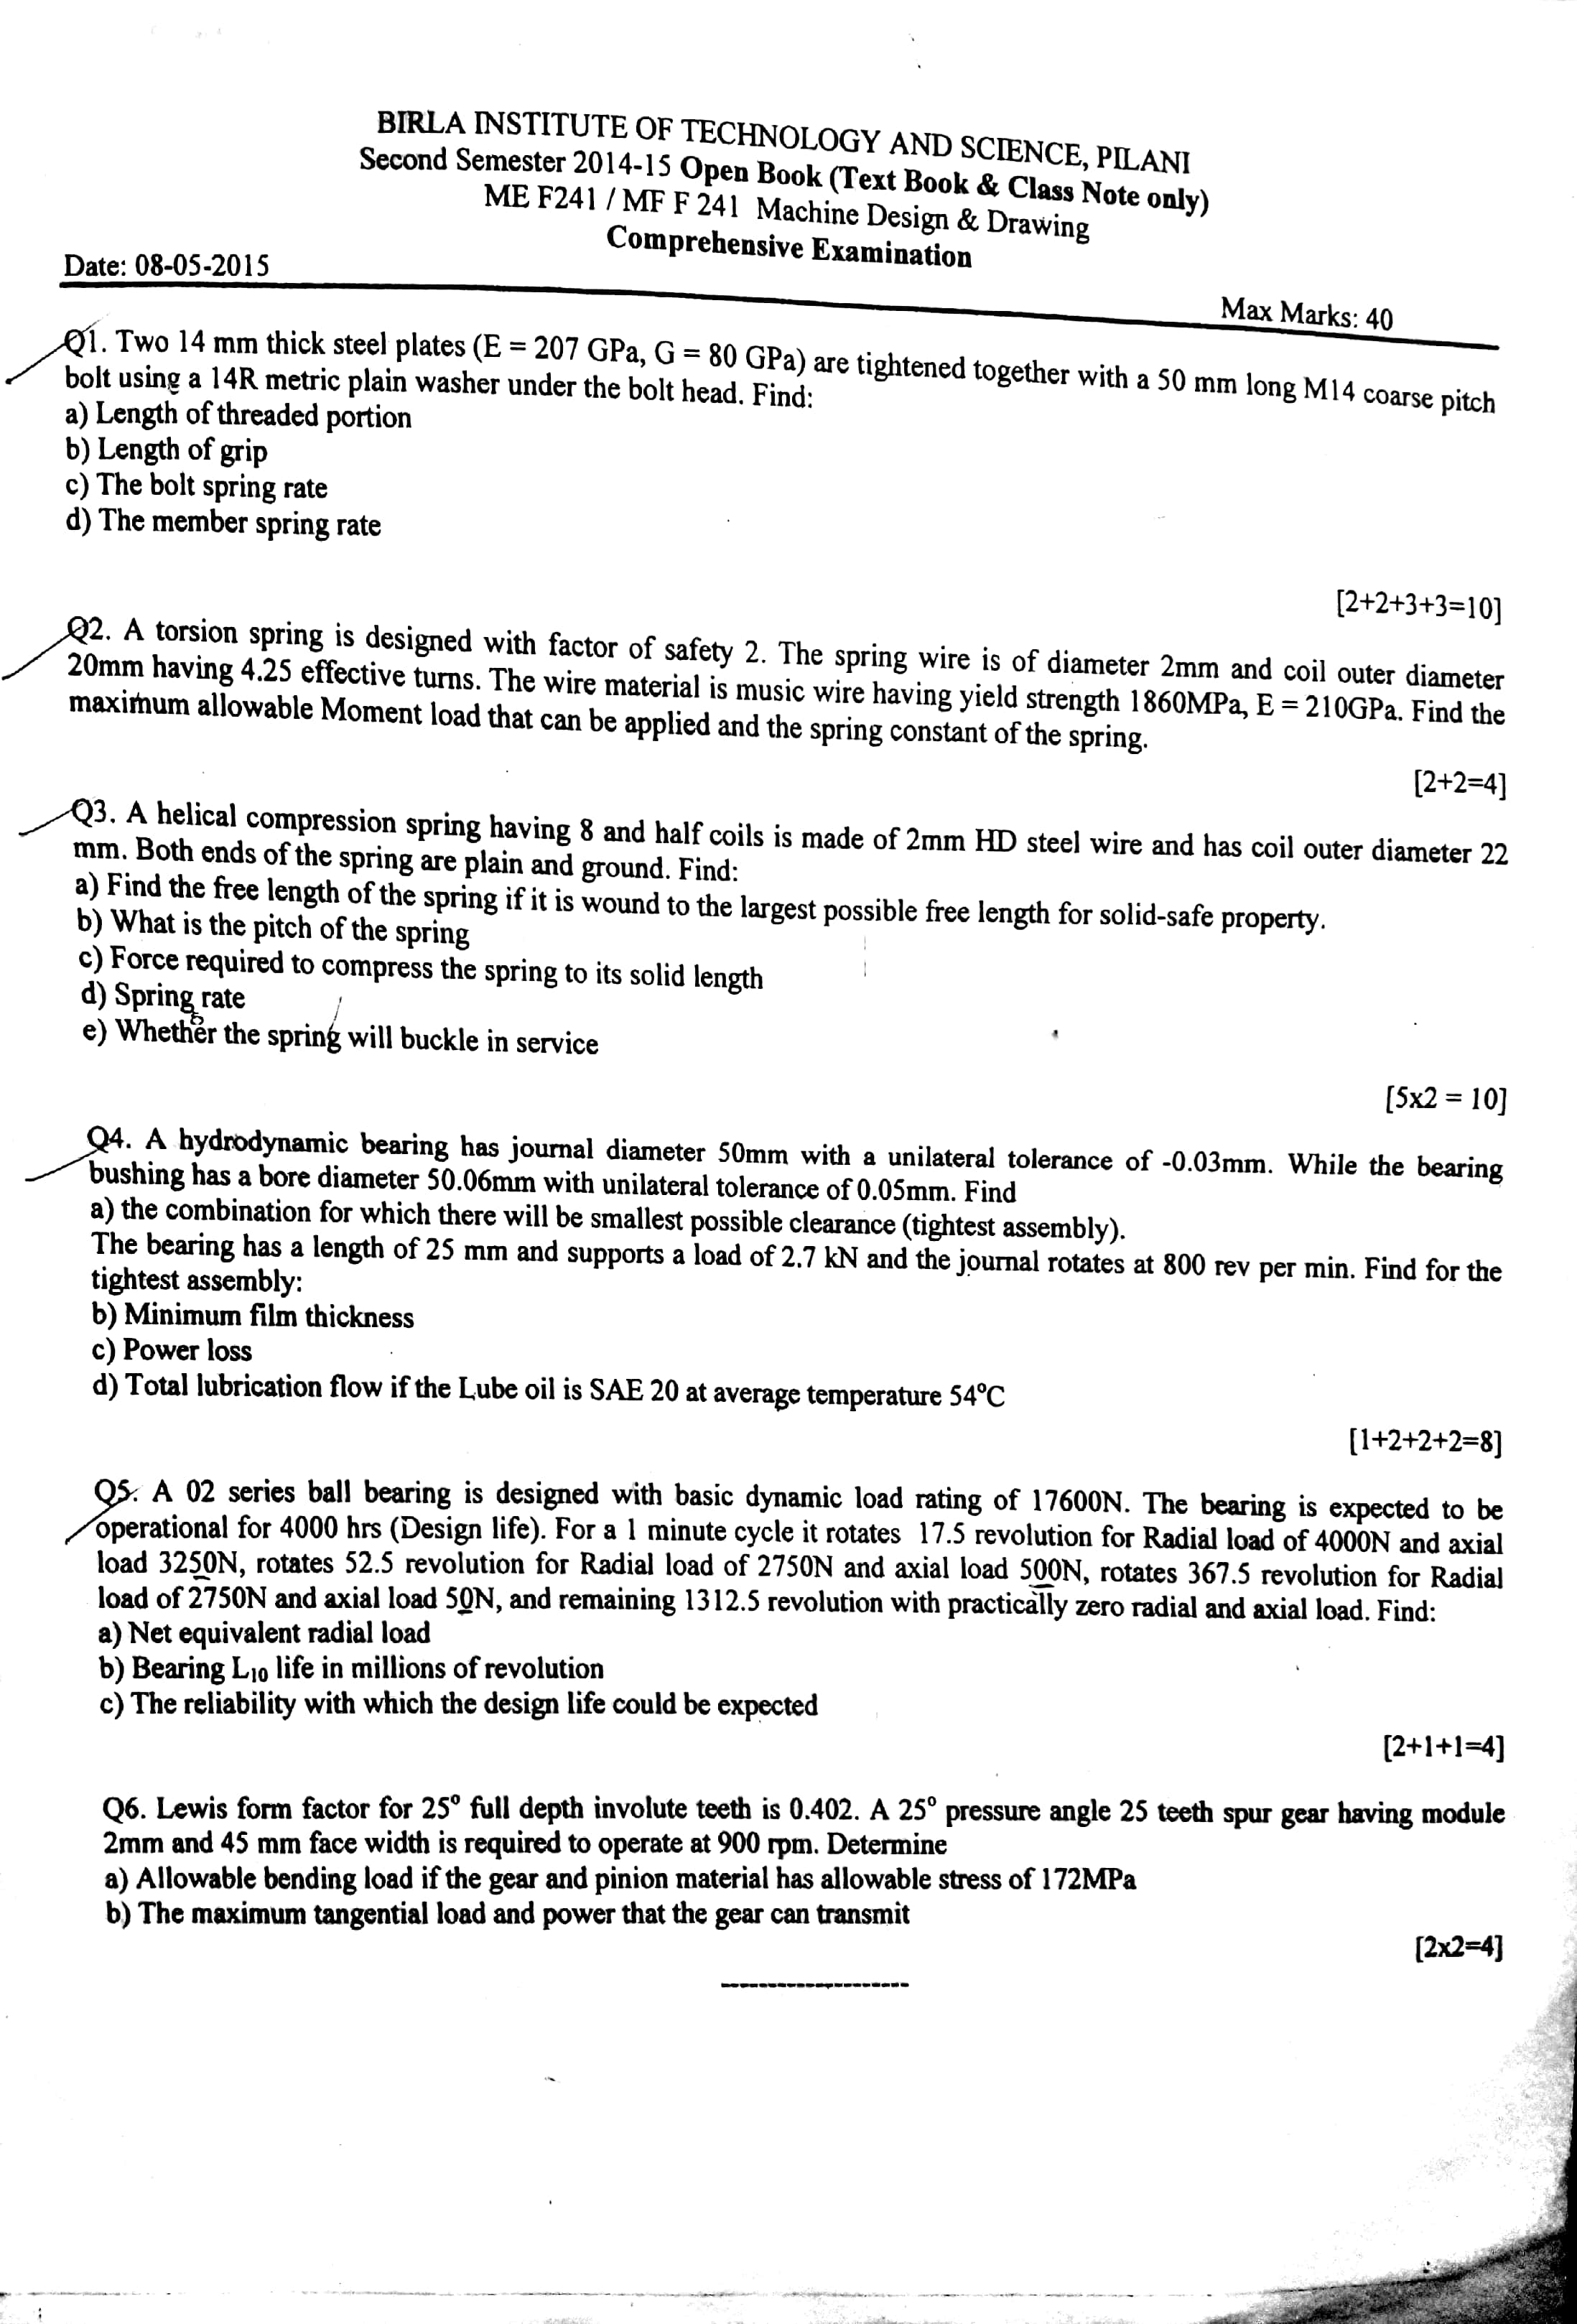 BIRLA INSTITUTE OF TECHNOLOGY AND SCIENCE, PILANI
Second Semester 2014-15 Open Book (Text Book & Class Note only)
ME F241 / MF F 241 Machine Design & Drawing
Comprehensive Examination
Date: 08-05-2015
Max Marks: 40
Q1. Two 14 mm thick steel plates (E = 207 GPa, G = 80 GPa) are tightened together with a 50 mm long M14 coarse pitch
bolt using a 14R metric plain washer under the bolt head. Find:
a) Length of threaded portion
b) Length of grip
c) The bolt spring rate
d) The member spring rate
[2+2+3+3=10]
Q2. A torsion spring is designed with factor of safety 2. The spring wire is of diameter 2mm and coil outer diameter
20mm having 4.25 effective turns. The wire material is music wire having yield strength 1860MPa, E = 210GPa. Find the
maximum allowable Moment load that can be applied and the spring constant of the spring.
[2+2=4]
Q3. A helical compression spring having 8 and half coils is made of 2mm HD steel wire and has coil outer diameter 22
mm. Both ends of the spring are plain and ground. Find:
a) Find the free length of the spring if it is wound to the largest possible free length for solid-safe property.
b) What is the pitch of the spring
c) Force required to compress the spring to its solid length
d) Spring rate
e) Whether the spring will buckle in service
[5x2 = 10]
Q4. A hydrodynamic bearing has journal diameter 50mm with a unilateral tolerance of -0.03mm. While the bearing
bushing has a bore diameter 50.06mm with unilateral tolerance of 0.05mm. Find
a) the combination for which there will be smallest possible clearance (tightest assembly).
The bearing has a length of 25 mm and supports a load of 2.7 kN and the journal rotates at 800 rev per min. Find for the
tightest assembly:
b) Minimum film thickness
c) Power loss
d) Total lubrication flow if the Lube oil is SAE 20 at average temperature 54°C
[1+2+2+2=8]
Q5. A 02 series ball bearing is designed with basic dynamic load rating of 17600N. The bearing is expected to be
operational for 4000 hrs (Design life). For a 1 minute cycle it rotates 17.5 revolution for Radial load of 4000N and axial
load 3250N, rotates 52.5 revolution for Radial load of 2750N and axial load 500N, rotates 367.5 revolution for Radial
load of 2750N and axial load 50N, and remaining 1312.5 revolution with practically zero radial and axial load. Find:
a) Net equivalent radial load
b) Bearing L10 life in millions of revolution
c) The reliability with which the design life could be expected
[2+1+1=4]
Q6. Lewis form factor for 25° full depth involute teeth is 0.402. A 25° pressure angle 25 teeth spur gear having module
2mm and 45 mm face width is required to operate at 900 rpm. Determine
a) Allowable bending load if the gear and pinion material has allowable stress of 172MPa
b) The maximum tangential load and power that the gear can transmit
[2x2=4]
--------------------